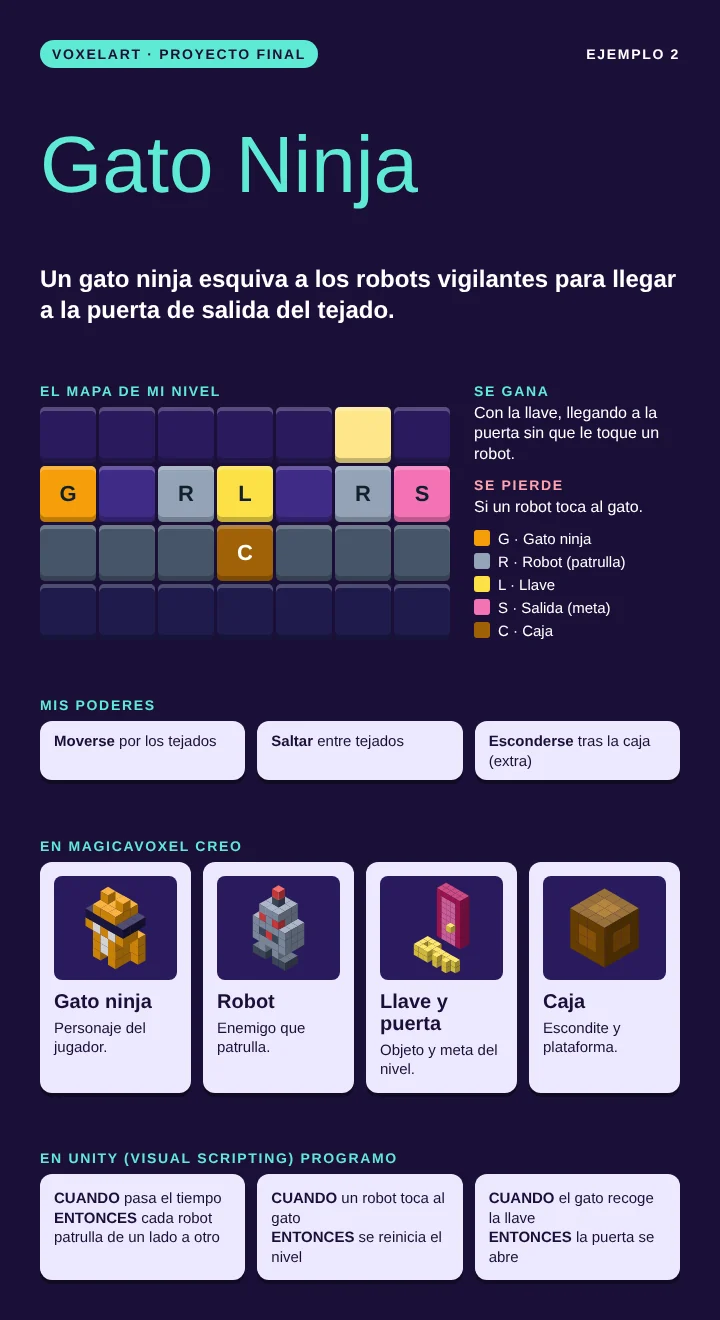 VOXELART · PROYECTO FINAL
EJEMPLO 2
Gato Ninja
Un gato ninja esquiva a los robots vigilantes para llegar
a la puerta de salida del tejado.
EL MAPA DE MI NIVEL
G
R
L
R
S
C
SE GANA
Con la llave, llegando a la
puerta sin que le toque un
robot.
SE PIERDE
Si un robot toca al gato.
G · Gato ninja
R · Robot (patrulla)
L · Llave
S · Salida (meta)
C · Caja
MIS PODERES
Moverse por los tejados
Saltar entre tejados
Esconderse tras la caja
(extra)
EN MAGICAVOXEL CREO
Gato ninja
Personaje del
jugador.
Robot
Enemigo que
patrulla.
Llave y
puerta
Objeto y meta del
nivel.
Caja
Escondite y
plataforma.
EN UNITY (VISUAL SCRIPTING) PROGRAMO
CUANDO pasa el tiempo
ENTONCES cada robot
patrulla de un lado a otro
CUANDO un robot toca al
gato
ENTONCES se reinicia el
nivel
CUANDO el gato recoge
la llave
ENTONCES la puerta se
abre